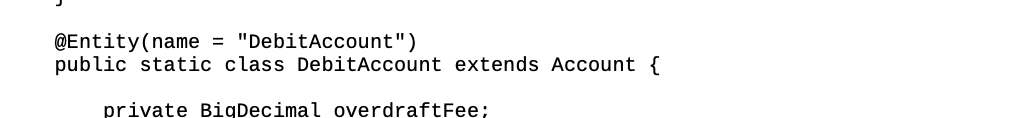 }
@Entity(name = "DebitAccount")
public static class DebitAccount extends Account {
private BigDecimal overdraftFee;